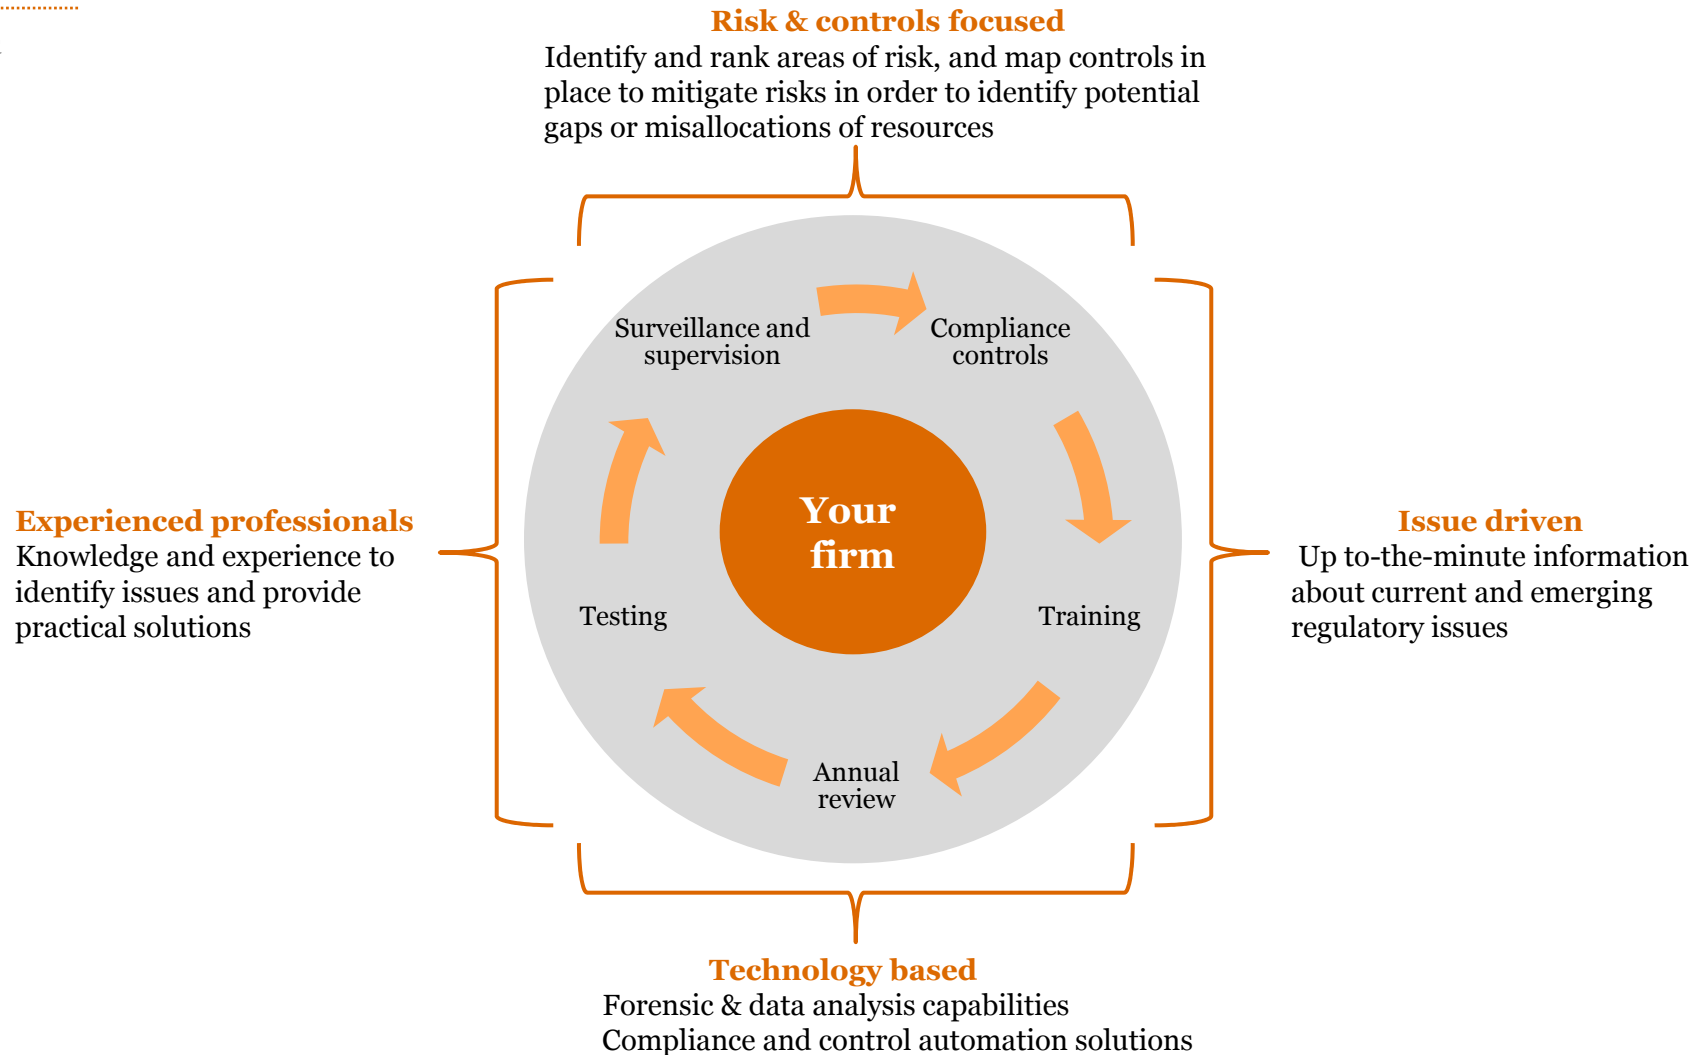 Risk & controls focused
Identify and rank areas of risk, and map controls in
place to mitigate risks in order to identify potential
gaps or misallocations of resources
Surveillance and
supervision
Compliance
controls
Your
firm
Experienced professionals
Knowledge and experience to
identify issues and provide
practical solutions
Issue driven
Up to-the-minute information
about current and emerging
regulatory issues
Testing
Training
Annual
review
Technology based
Forensic & data analysis capabilities
Compliance and control automation solutions